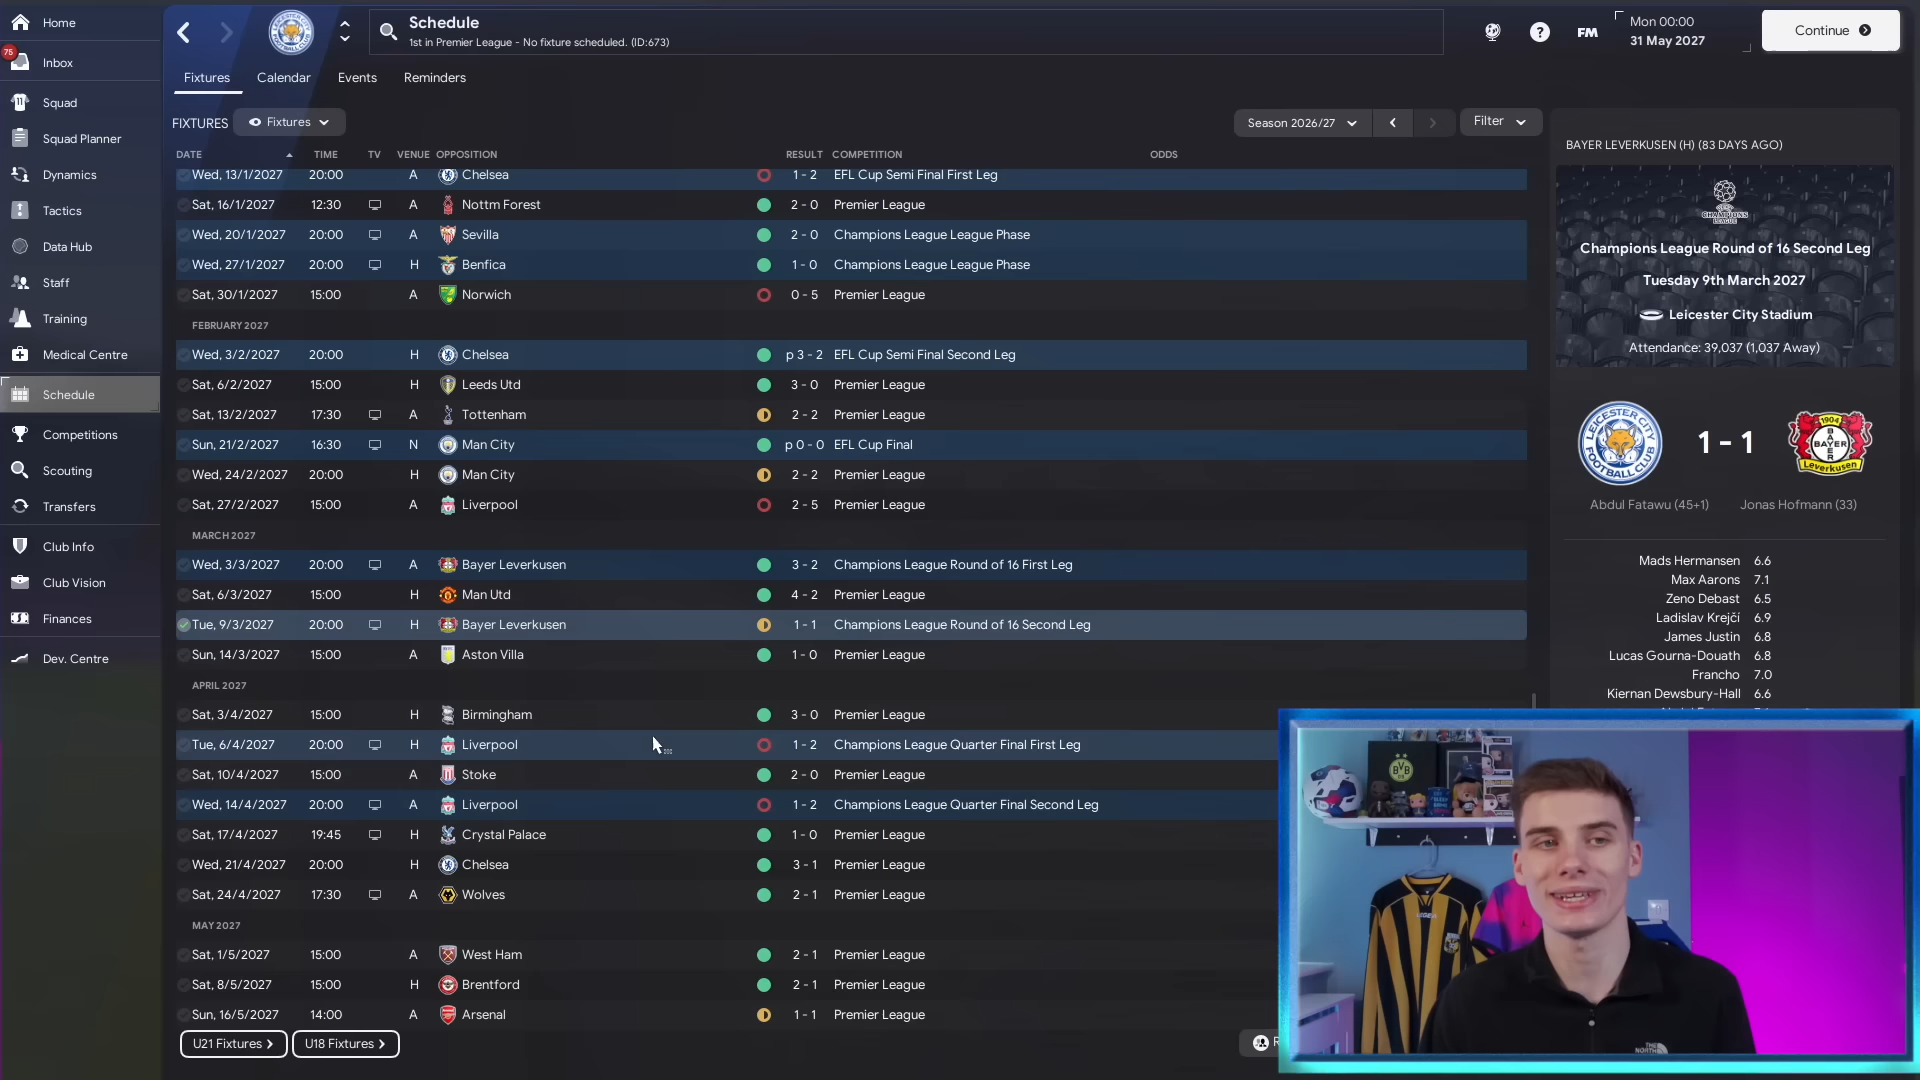 Home
Schedule
1st in Premier League - No fixture scheduled. (ID:673)
FM
Mon 00:00
31 May 2027
Continue
75
Inbox
Squad
Squad Planner
Dynamics
Tactics
Data Hub
Staff
Training
Medical Centre
Schedule
Competitions
Scouting
Transfers
Club Info
Club Vision
Finances
Dev. Centre
Fixtures Calendar Events Reminders
FIXTURES Fixtures Season 2026/27 Filter
DATE TIME TV VENUE OPPOSITION RESULT COMPETITION ODDS
Wed, 13/1/2027 20:00 A Chelsea 1 - 2 EFL Cup Semi Final First Leg
Sat, 16/1/2027 12:30 A Nottm Forest 2 - 0 Premier League
Wed, 20/1/2027 20:00 A Sevilla 2 - 0 Champions League League Phase
Wed, 27/1/2027 20:00 H Benfica 1 - 0 Champions League League Phase
Sat, 30/1/2027 15:00 A Norwich 0 - 5 Premier League
FEBRUARY 2027
Wed, 3/2/2027 20:00 H Chelsea p 3 - 2 EFL Cup Semi Final Second Leg
Sat, 6/2/2027 15:00 H Leeds Utd 3 - 0 Premier League
Sat, 13/2/2027 17:30 A Tottenham 2 - 2 Premier League
Sun, 21/2/2027 16:30 N Man City p 0 - 0 EFL Cup Final
Wed, 24/2/2027 20:00 H Man City 2 - 2 Premier League
Sat, 27/2/2027 15:00 A Liverpool 2 - 5 Premier League
MARCH 2027
Wed, 3/3/2027 20:00 A Bayer Leverkusen 3 - 2 Champions League Round of 16 First Leg
Sat, 6/3/2027 15:00 H Man Utd 4 - 2 Premier League
Tue, 9/3/2027 20:00 H Bayer Leverkusen 1 - 1 Champions League Round of 16 Second Leg
Sun, 14/3/2027 15:00 A Aston Villa 1 - 0 Premier League
APRIL 2027
Sat, 3/4/2027 15:00 H Birmingham 3 - 0 Premier League
Tue, 6/4/2027 20:00 H Liverpool 1 - 2 Champions League Quarter Final First Leg
Sat, 10/4/2027 15:00 A Stoke 2 - 0 Premier League
Wed, 14/4/2027 20:00 A Liverpool 1 - 2 Champions League Quarter Final Second Leg
Sat, 17/4/2027 19:45 H Crystal Palace 1 - 0 Premier League
Wed, 21/4/2027 20:00 H Chelsea 3 - 1 Premier League
Sat, 24/4/2027 17:30 A Wolves 2 - 1 Premier League
MAY 2027
Sat, 1/5/2027 15:00 A West Ham 2 - 1 Premier League
Sat, 8/5/2027 15:00 H Brentford 2 - 1 Premier League
Sun, 16/5/2027 14:00 A Arsenal 1 - 1 Premier League
U21 Fixtures U18 Fixtures
BAYER LEVERKUSEN (H) (83 DAYS AGO)
CHAMPIONS LEAGUE
Champions League Round of 16 Second Leg
Tuesday 9th March 2027
Leicester City Stadium
Attendance: 39,037 (1,037 Away)
LEICESTER CITY FOOTBALL CLUB
1 - 1
1904 BAYER BAYER Leverkusen
Abdul Fatawu (45+1) Jonas Hofmann (33)
Mads Hermansen 6.6
Max Aarons 7.1
Zeno Debast 6.5
Ladislav Krejčí 6.9
James Justin 6.8
Lucas Gourna-Douath 6.8
Francho 7.0
Kiernan Dewsbury-Hall 6.6
BVB
LEGEA
THE NORTH